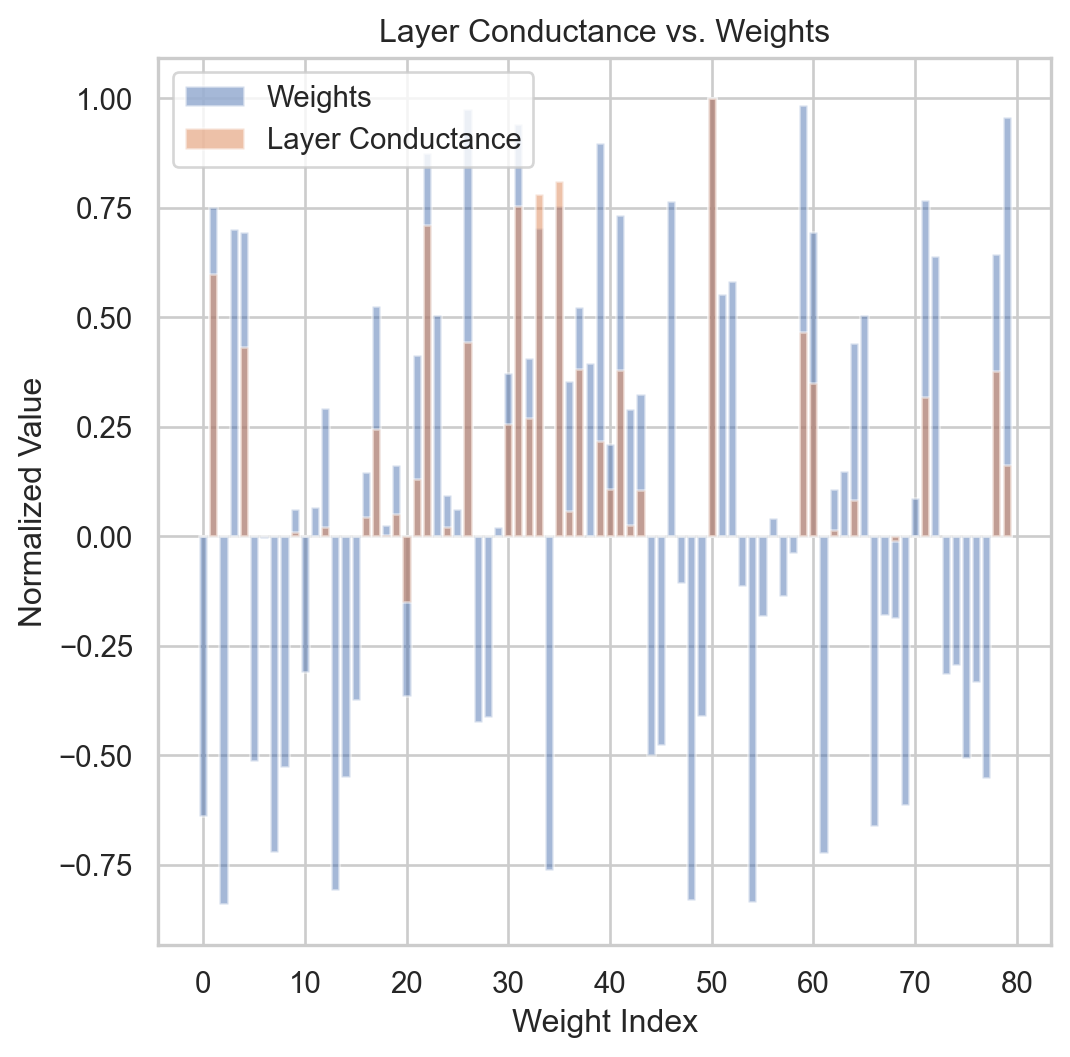 Layer Conductance vs. Weights
Weights
Layer Conductance
1.00
0.75
0.50
0.25
0.00
−0.25
−0.50
−0.75
Normalized Value
0 10 20 30 40 50 60 70 80
Weight Index